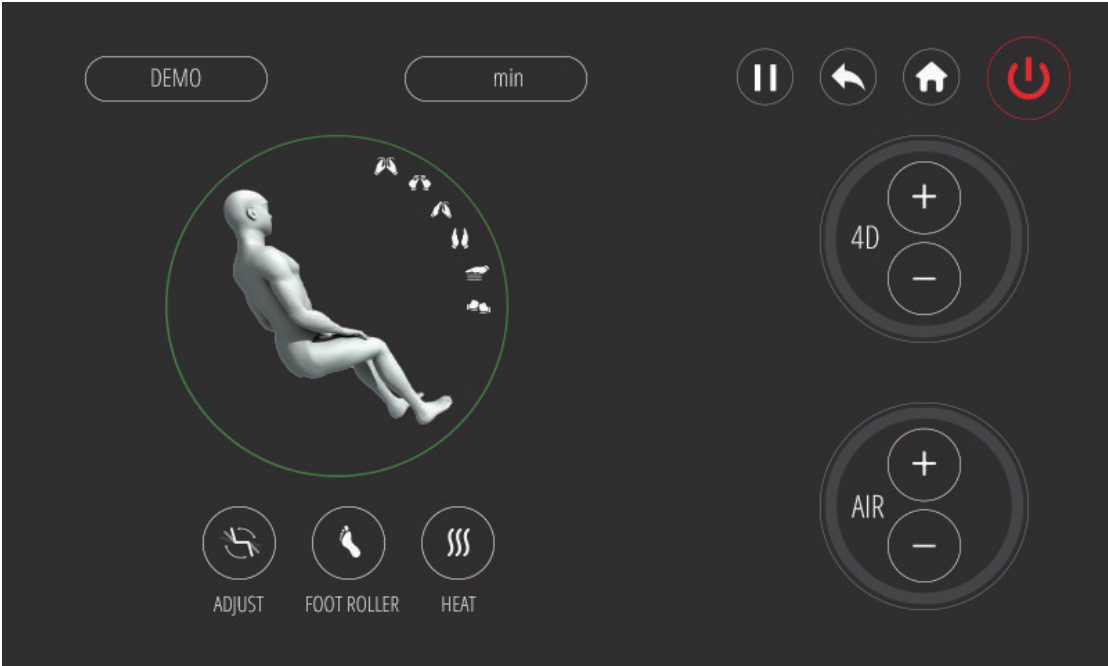 DEMO
min
4D
+
−
AIR
+
−
ADJUST
FOOT ROLLER
HEAT